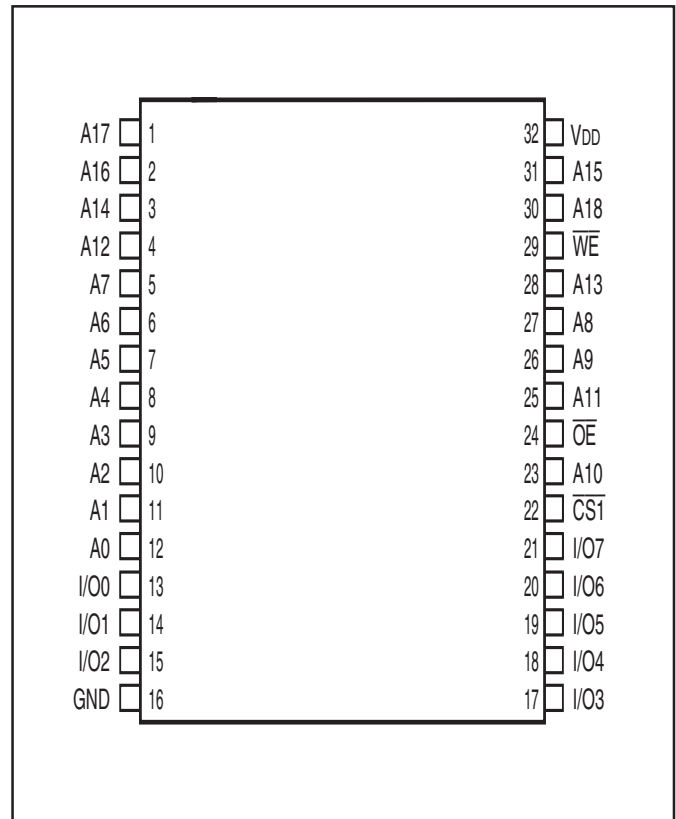 A17 1 32 VDD
A16 2 31 A15
A14 3 30 A18
A12 4 29 W̅E̅
A7 5 28 A13
A6 6 27 A8
A5 7 26 A9
A4 8 25 A11
A3 9 24 O̅E̅
A2 10 23 A10
A1 11 22 C̅S̅1̅
A0 12 21 I/O7
I/O0 13 20 I/O6
I/O1 14 19 I/O5
I/O2 15 18 I/O4
GND 16 17 I/O3